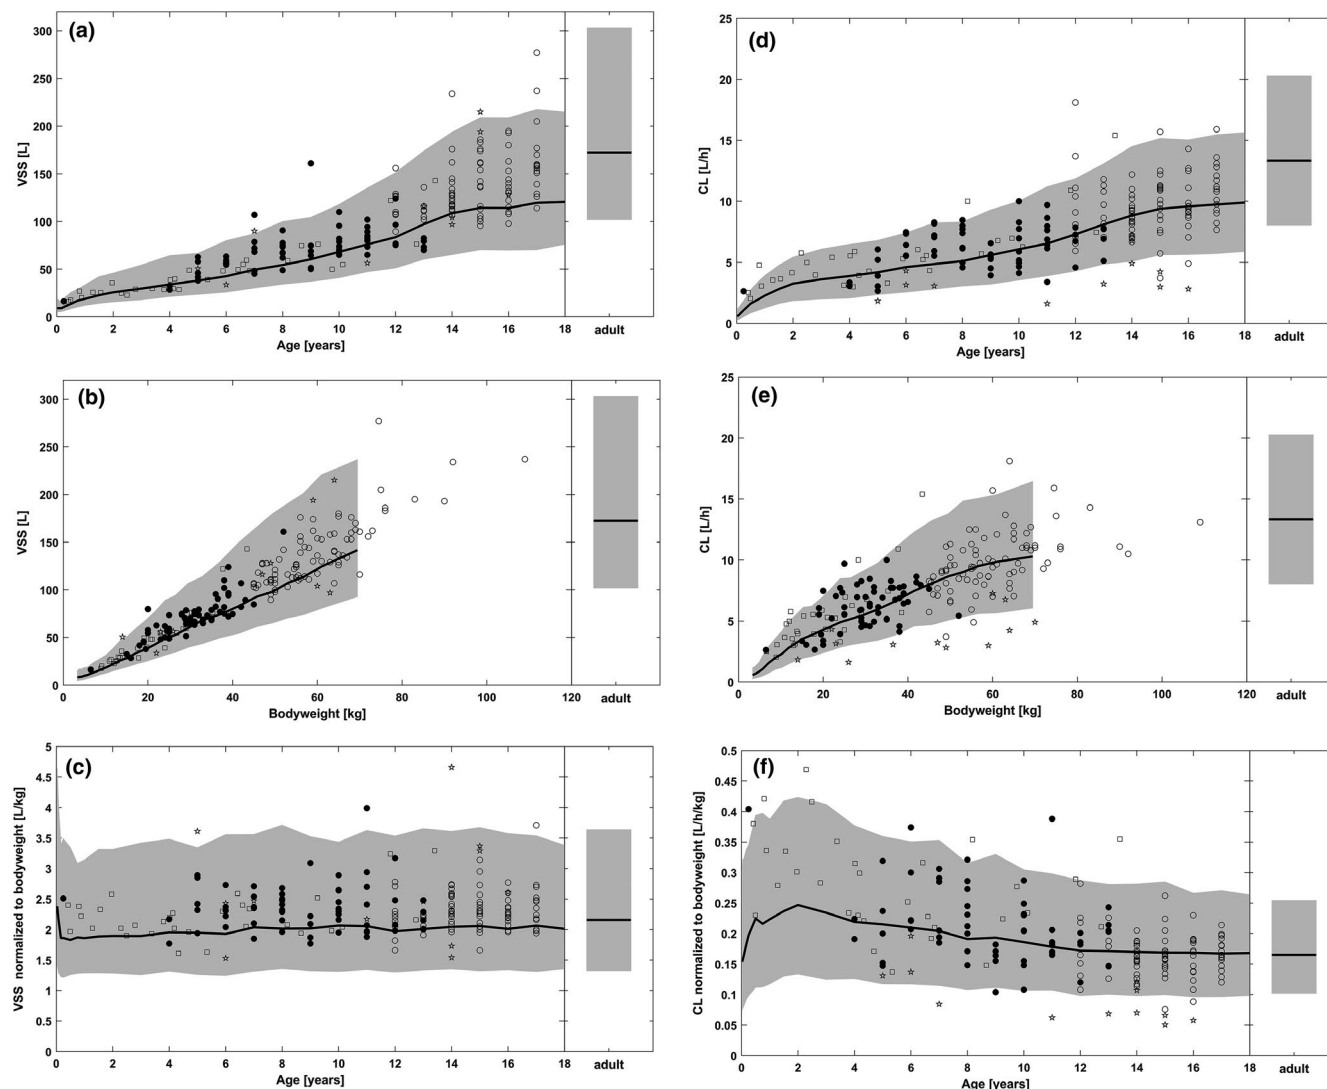 (a)
VSS [L]
300
250
200
150
100
50
0
0 2 4 6 8 10 12 14 16 18
adult
Age [years]
(d)
CL [L/h]
25
20
15
10
5
0
0 2 4 6 8 10 12 14 16 18
adult
Age [years]
(b)
VSS [L]
300
250
200
150
100
50
0
0 20 40 60 80 100 120
adult
Bodyweight [kg]
(e)
CL [L/h]
25
20
15
10
5
0
0 20 40 60 80 100 120
adult
Bodyweight [kg]
(c)
VSS normalized to bodyweight [L/kg]
5
4.5
4
3.5
3
2.5
2
1.5
1
0.5
0
0 2 4 6 8 10 12 14 16 18
adult
Age [years]
(f)
CL normalized to bodyweight [L/h/kg]
0.5
0.45
0.4
0.35
0.3
0.25
0.2
0.15
0.1
0.05
0
0 2 4 6 8 10 12 14 16 18
adult
Age [years]